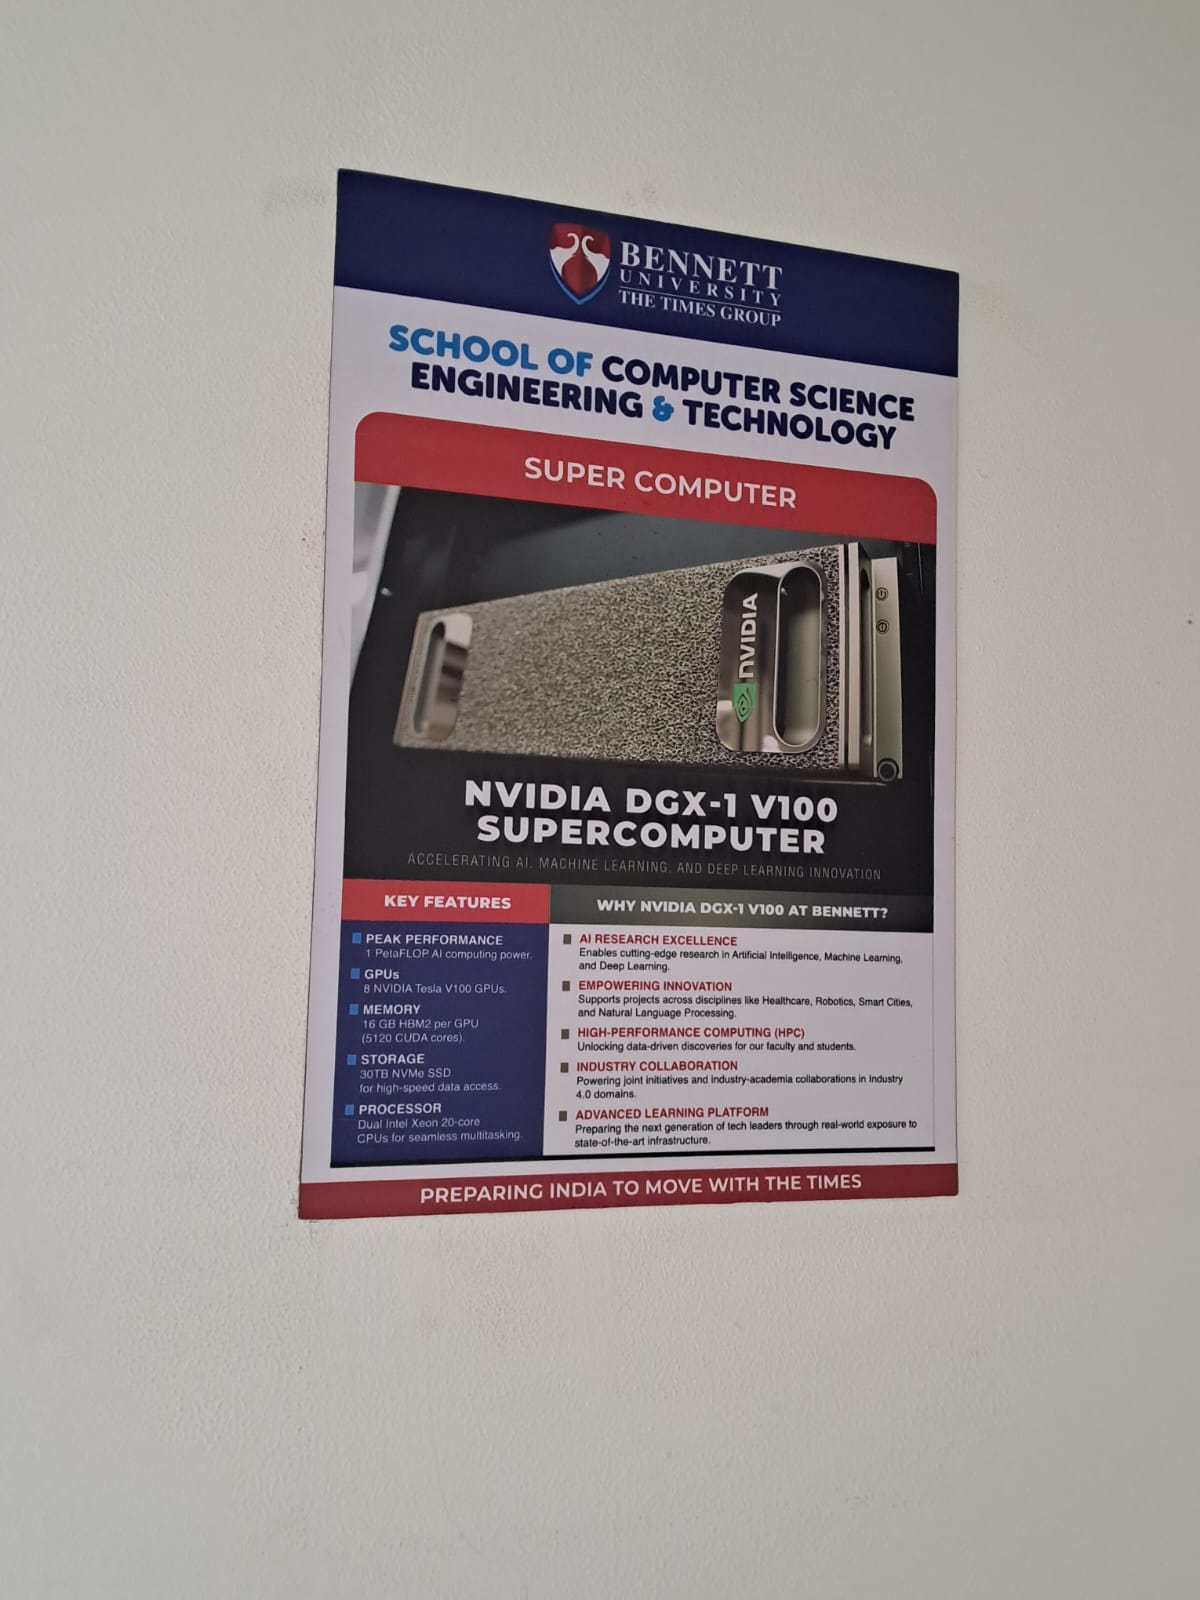 BENNETT
UNIVERSITY
THE TIMES GROUP
SCHOOL OF COMPUTER SCIENCE
ENGINEERING & TECHNOLOGY
SUPER COMPUTER
NVIDIA
NVIDIA DGX-1 V100
SUPERCOMPUTER
ACCELERATING AI, MACHINE LEARNING, AND DEEP LEARNING INNOVATION
KEY FEATURES
PEAK PERFORMANCE
1 PetaFLOP AI computing power.
GPUs
8 NVIDIA Tesla V100 GPUs.
MEMORY
16 GB HBM2 per GPU
(5120 CUDA cores).
STORAGE
30TB NVMe SSD
for high-speed data access.
PROCESSOR
Dual Intel Xeon 20-core
CPUs for seamless multitasking.
WHY NVIDIA DGX-1 V100 AT BENNETT?
AI RESEARCH EXCELLENCE
Enables cutting-edge research in Artificial Intelligence, Machine Learning,
and Deep Learning.
EMPOWERING INNOVATION
Supports projects across disciplines like Healthcare, Robotics, Smart Cities,
and Natural Language Processing.
HIGH-PERFORMANCE COMPUTING (HPC)
Unlocking data-driven discoveries for our faculty and students.
INDUSTRY COLLABORATION
Powering joint initiatives and industry-academia collaborations in Industry
4.0 domains.
ADVANCED LEARNING PLATFORM
Preparing the next generation of tech leaders through real-world exposure to
state-of-the-art infrastructure.
PREPARING INDIA TO MOVE WITH THE TIMES